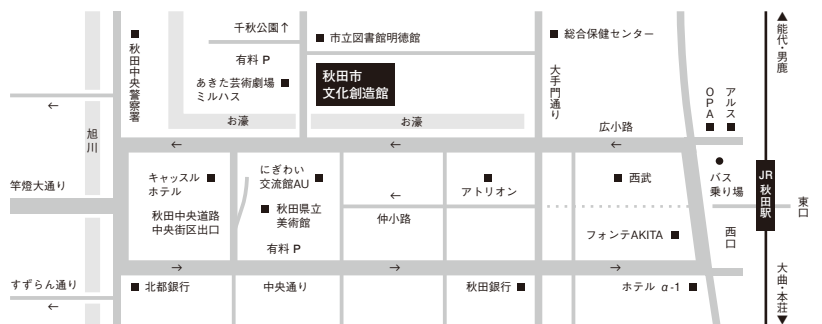 千秋公園↑
市立図書館明徳館
総合保健センター
▲能代・男鹿
秋田中央警察署
有料 P
あきた芸術劇場
ミルハス
秋田市
文化創造館
大手門通り
OPA
アルス
←
旭川
お濠
お濠
広小路
←
←
←
竿燈大通り
キャッスル
ホテル
にぎわい
交流館AU
←
アトリオン
西武
バス
乗り場
JR
秋田駅
東口
秋田中央道路
中央街区出口
秋田県立
美術館
仲小路
有料 P
フォンテAKITA
西口
→
→
→
すずらん通り
←
北都銀行
中央通り
秋田銀行
ホテル α-1
大曲・本荘▼